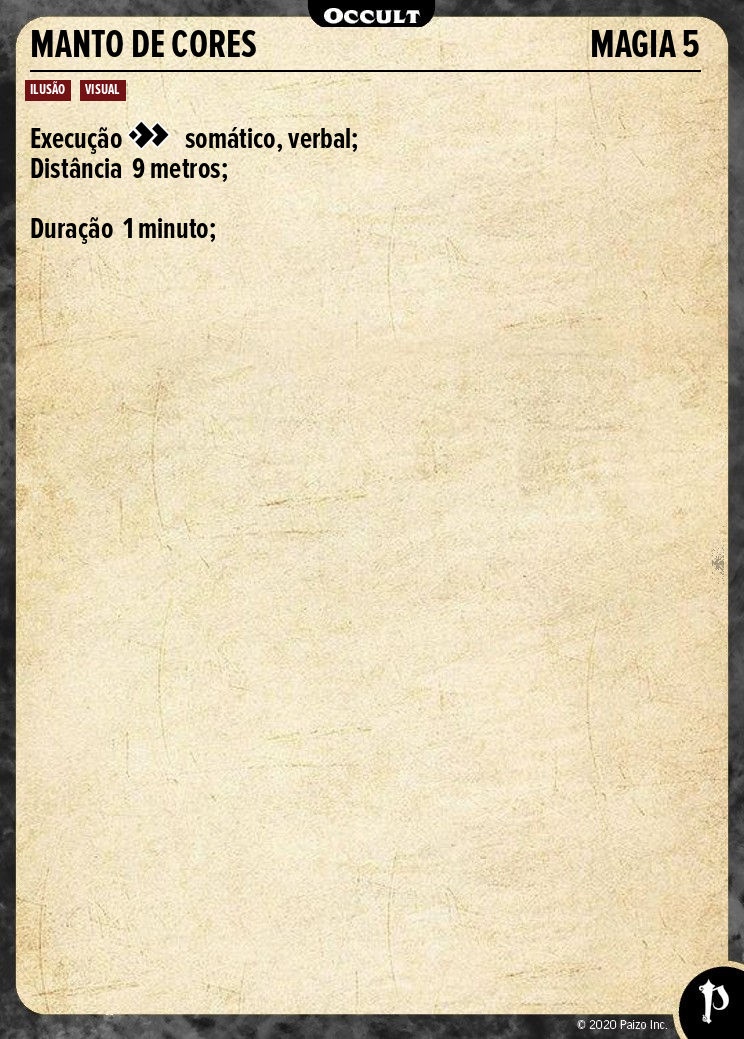 OCCULT
MANTO DE CORES MAGIA 5
ILUSÃO VISUAL
Execução somático, verbal;
Distância 9 metros;
Duração 1 minuto;
© 2020 Paizo Inc.
P